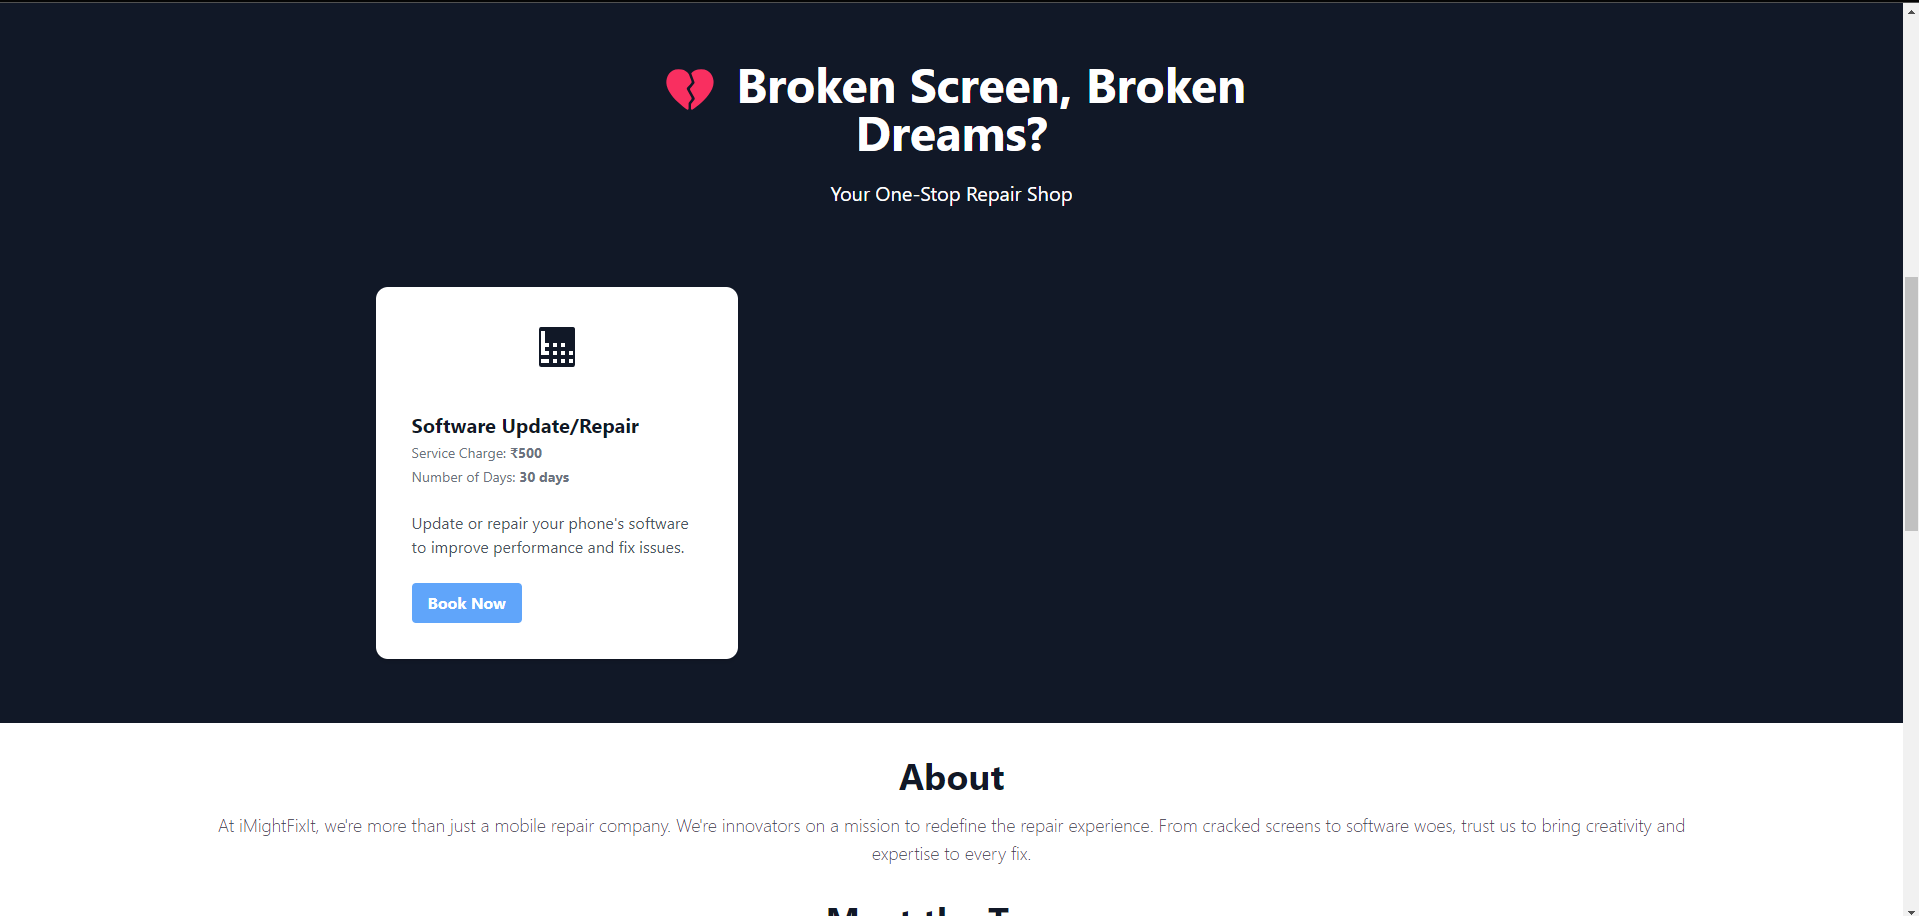 Broken Screen, Broken
Dreams?
Your One-Stop Repair Shop
Software Update/Repair
Service Charge: ₹500
Number of Days: 30 days
Update or repair your phone's software
to improve performance and fix issues.
Book Now
About
At iMightFixIt, we're more than just a mobile repair company. We're innovators on a mission to redefine the repair experience. From cracked screens to software woes, trust us to bring creativity and
expertise to every fix.
Meet the